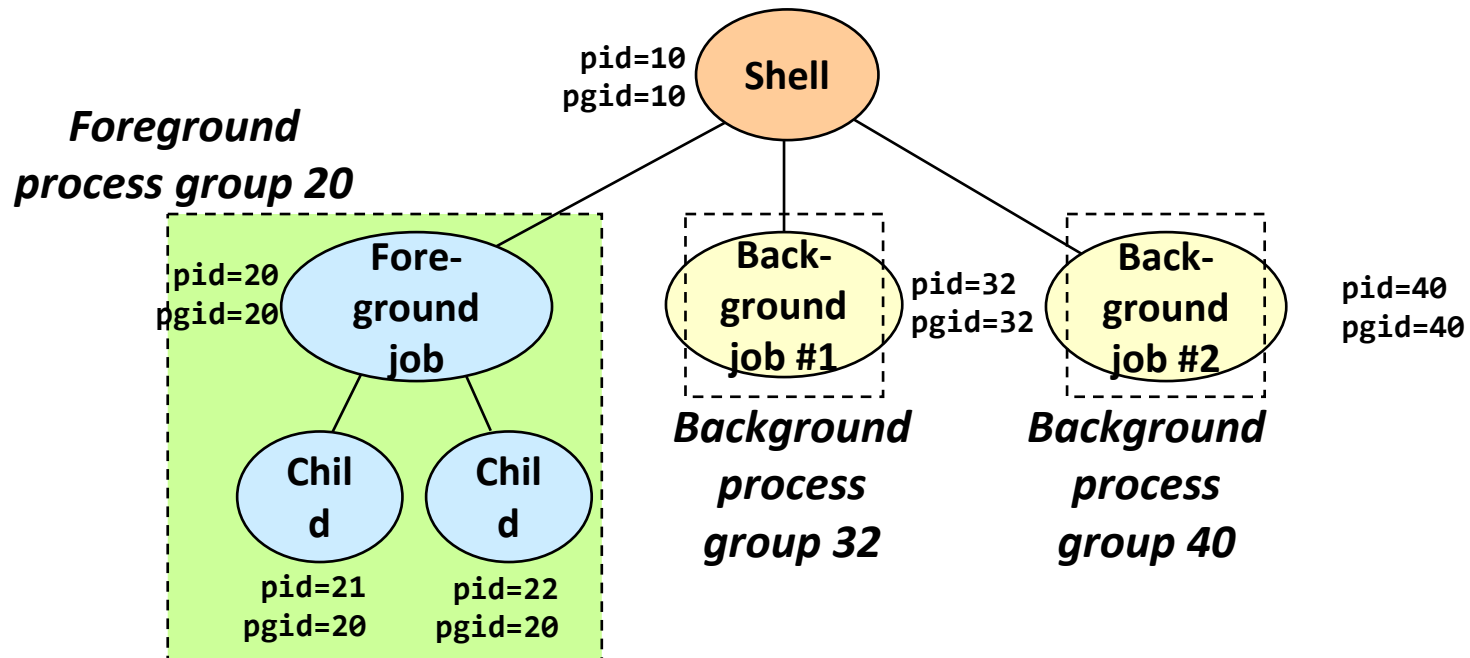 pid=10
pgid=10
Shell
Foreground
process group 20
pid=20
pgid=20
Fore-
ground
job
Back-
ground
job #1
pid=32
pgid=32
Back-
ground
job #2
pid=40
pgid=40
Chil
d
Chil
d
pid=21
pgid=20
pid=22
pgid=20
Background
process
group 32
Background
process
group 40